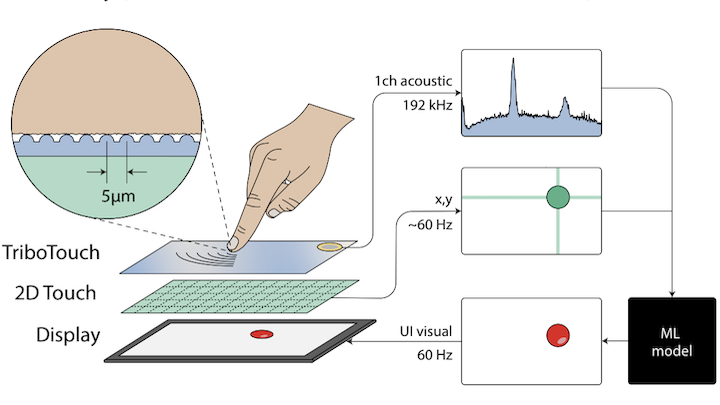 1ch acoustic
192 kHz
5μm
x,y
~60 Hz
TriboTouch
2D Touch
Display
UI visual
60 Hz
ML
model